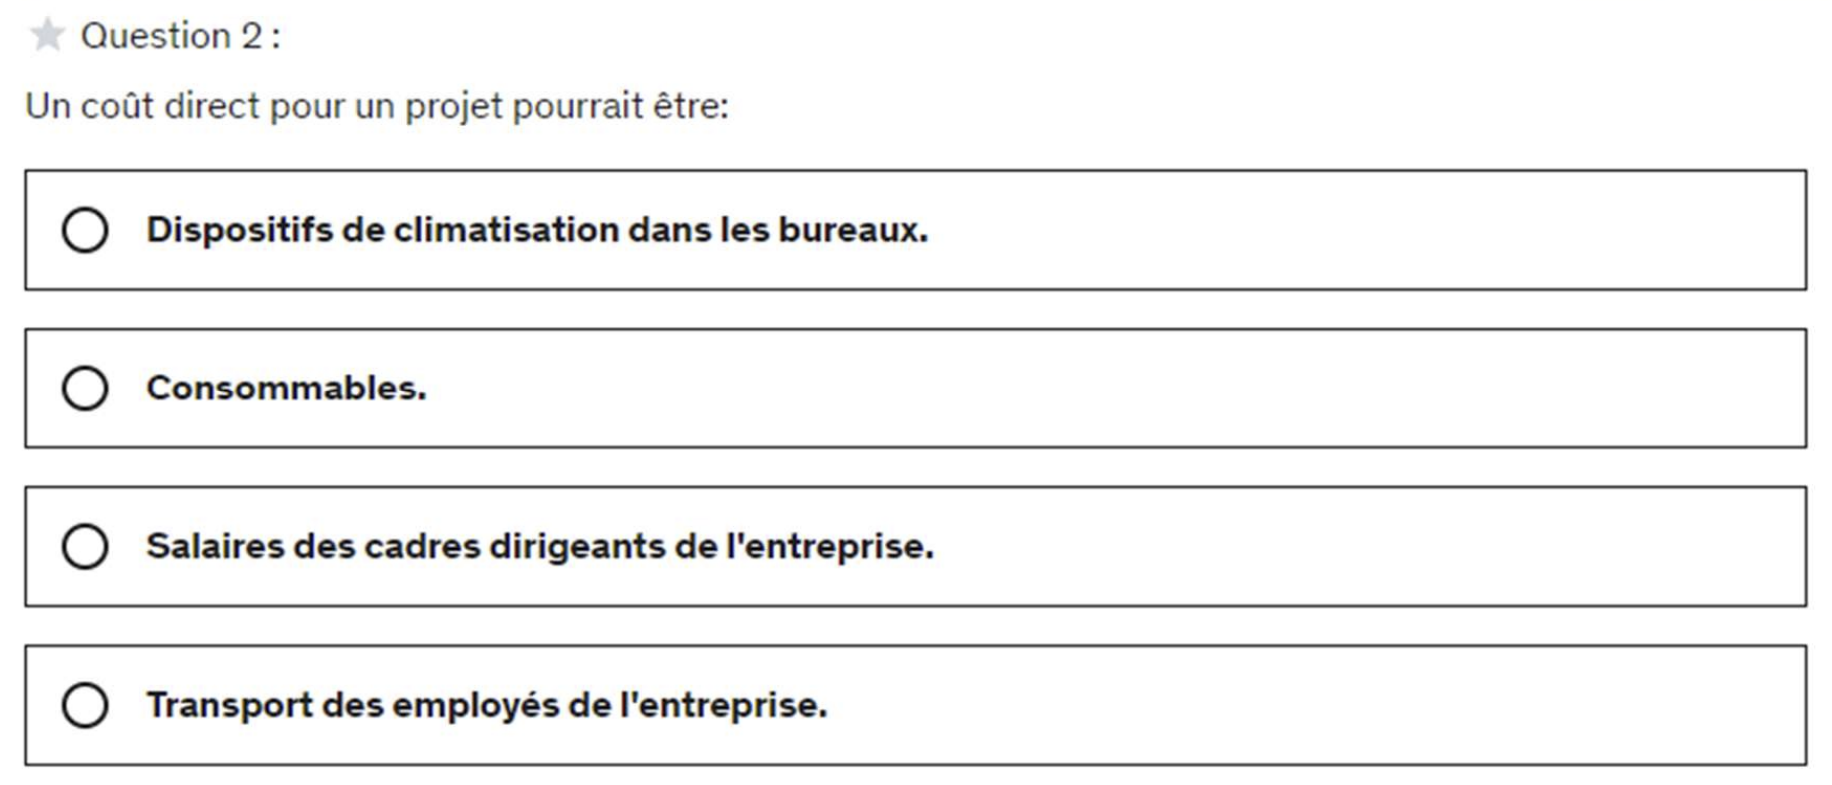 Question 2 :
Un coût direct pour un projet pourrait être:
Dispositifs de climatisation dans les bureaux.
Consommables.
Salaires des cadres dirigeants de l'entreprise.
Transport des employés de l'entreprise.